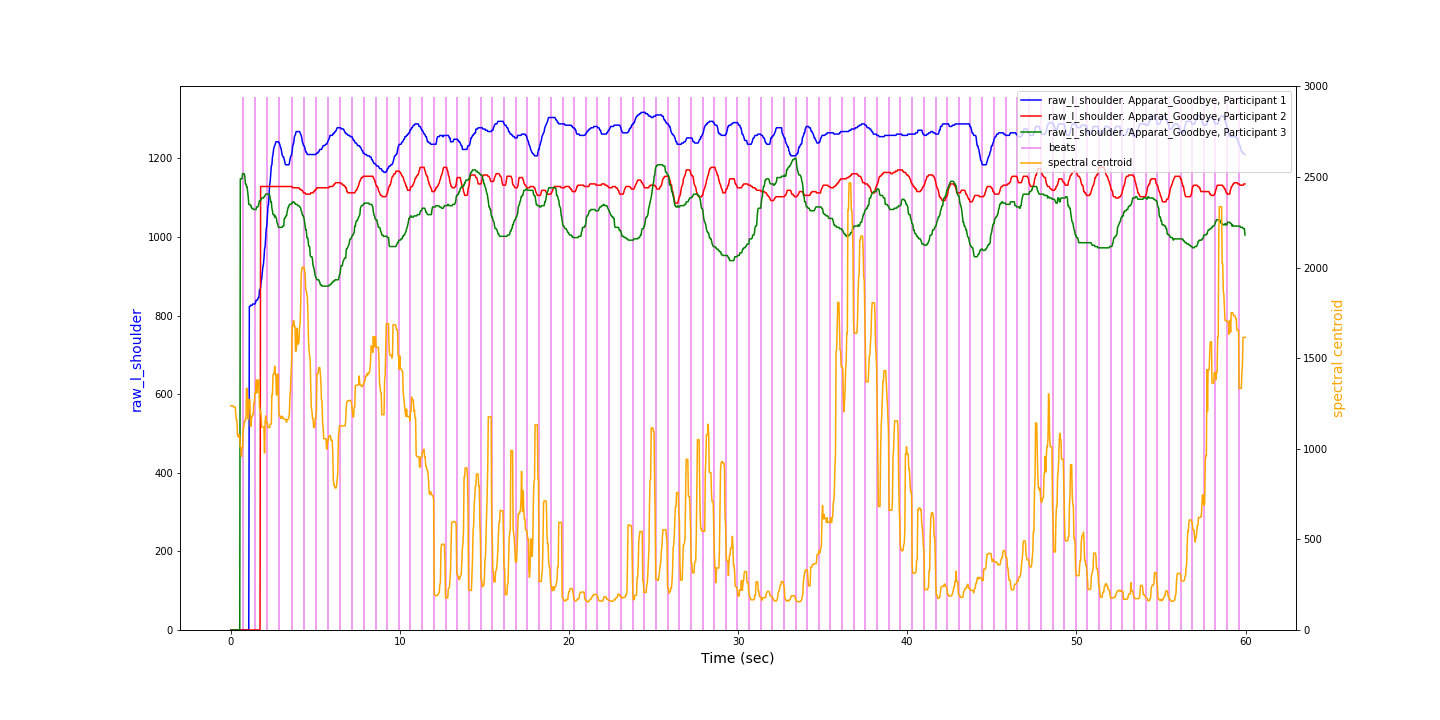 raw_l_shoulder. Apparat_Goodbye, Participant 1
raw_l_shoulder. Apparat_Goodbye, Participant 2
raw_l_shoulder. Apparat_Goodbye, Participant 3
beats
spectral centroid
raw_l_shoulder
1200
1000
800
600
400
200
0
3000
2500
2000
1500
1000
500
0
spectral centroid
0 10 20 30 40 50 60
Time (sec)